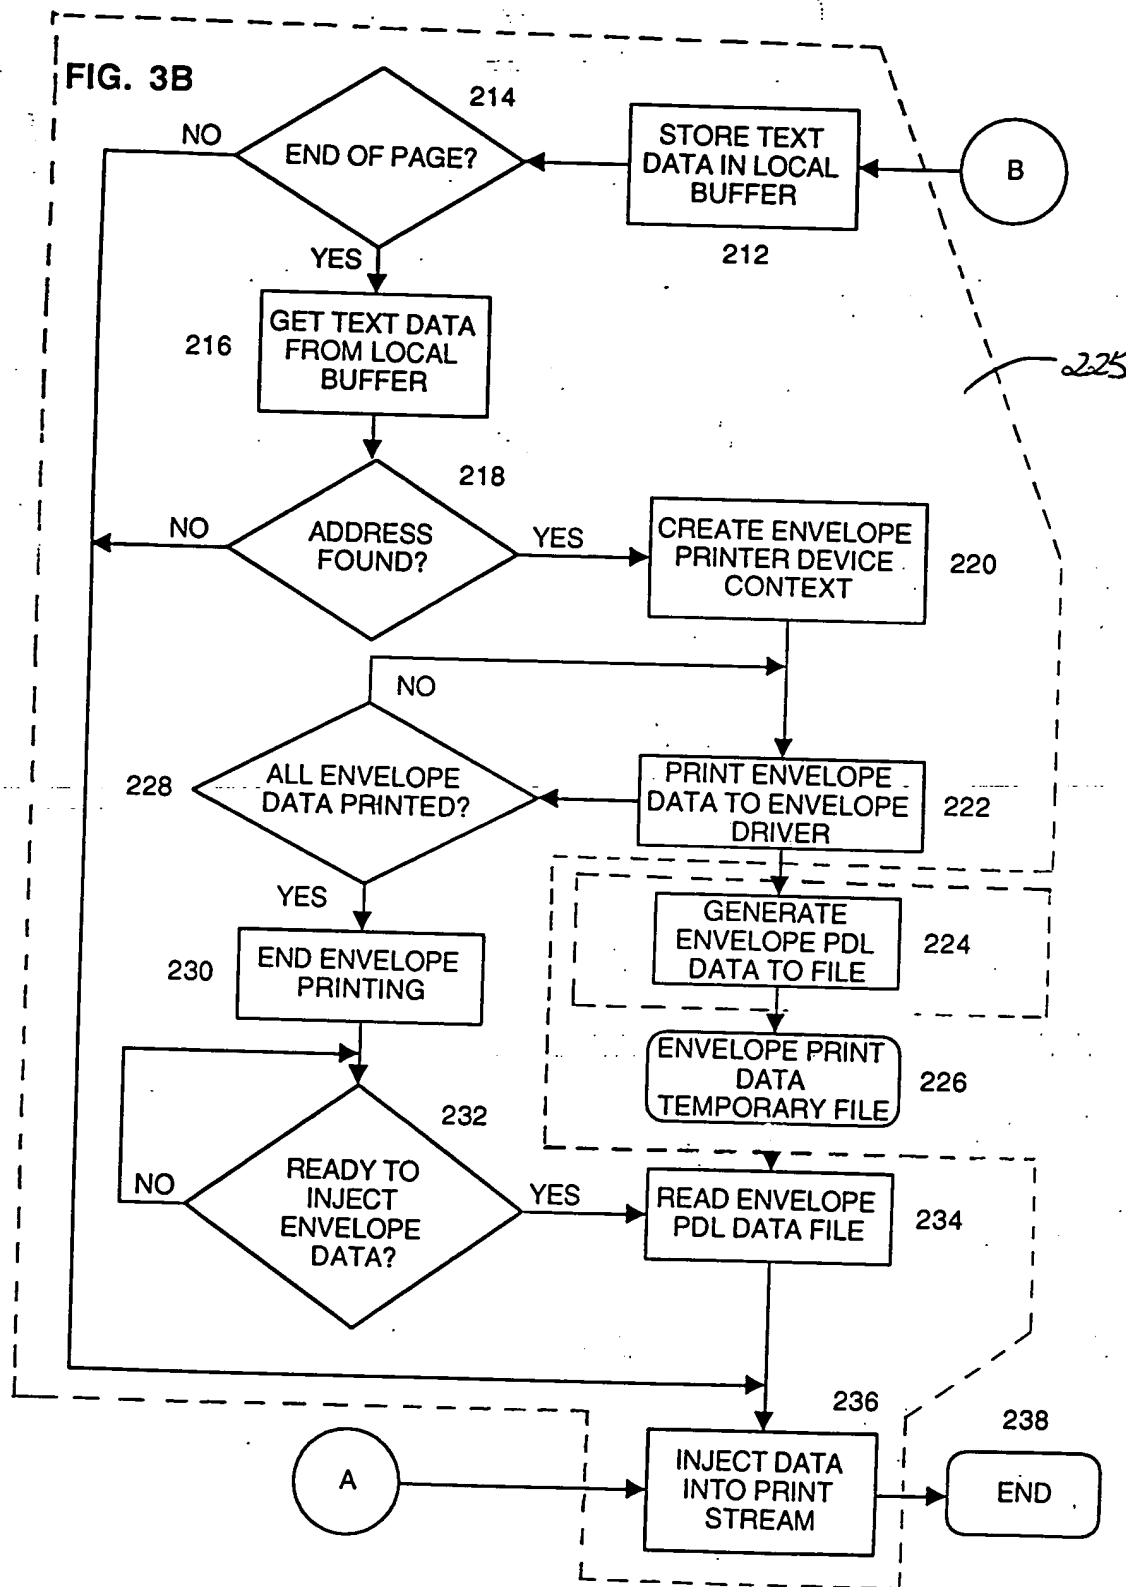 FIG. 3B
214
NO
END OF PAGE?
STORE TEXT
DATA IN LOCAL
BUFFER
B
212
YES
216
GET TEXT DATA
FROM LOCAL
BUFFER
225
218
NO
ADDRESS
FOUND?
YES
CREATE ENVELOPE
PRINTER DEVICE
CONTEXT
220
NO
228
ALL ENVELOPE
DATA PRINTED?
PRINT ENVELOPE
DATA TO ENVELOPE
DRIVER
222
YES
GENERATE
ENVELOPE PDL
DATA TO FILE
224
230
END ENVELOPE
PRINTING
ENVELOPE PRINT
DATA
TEMPORARY FILE
226
232
NO
READY TO
INJECT
ENVELOPE
DATA?
YES
READ ENVELOPE
PDL DATA FILE
234
236
238
A
INJECT DATA
INTO PRINT
STREAM
END